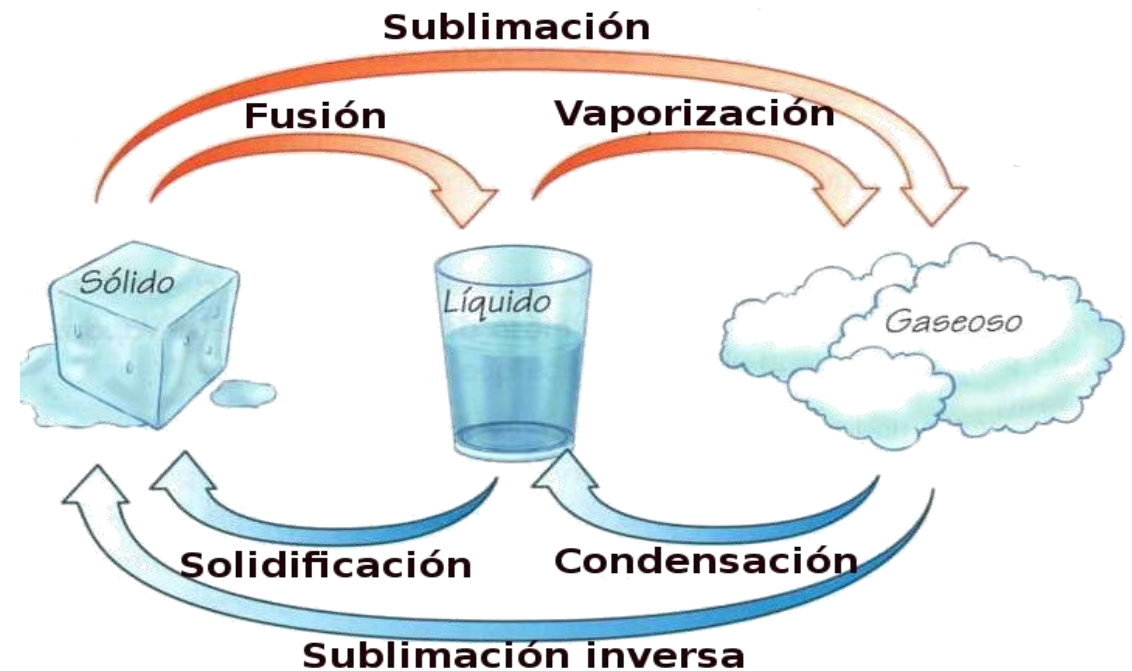 Sublimación
Fusión
Vaporización
Sólido
Líquido
Gaseoso
Solidificación
Condensación
Sublimación inversa